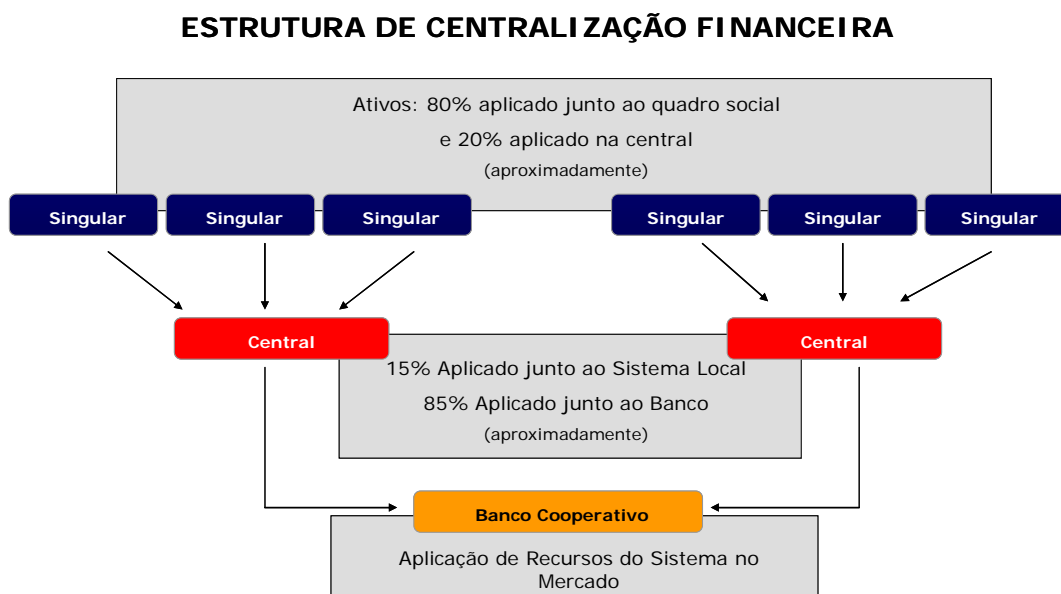 ESTRUTURA DE CENTRALIZAÇÃO FINANCEIRA
Ativos: 80% aplicado junto ao quadro social
e 20% aplicado na central
(aproximadamente)
Singular
Singular
Singular
Singular
Singular
Singular
Central
Central
15% Aplicado junto ao Sistema Local
85% Aplicado junto ao Banco
(aproximadamente)
Banco Cooperativo
Aplicação de Recursos do Sistema no
Mercado